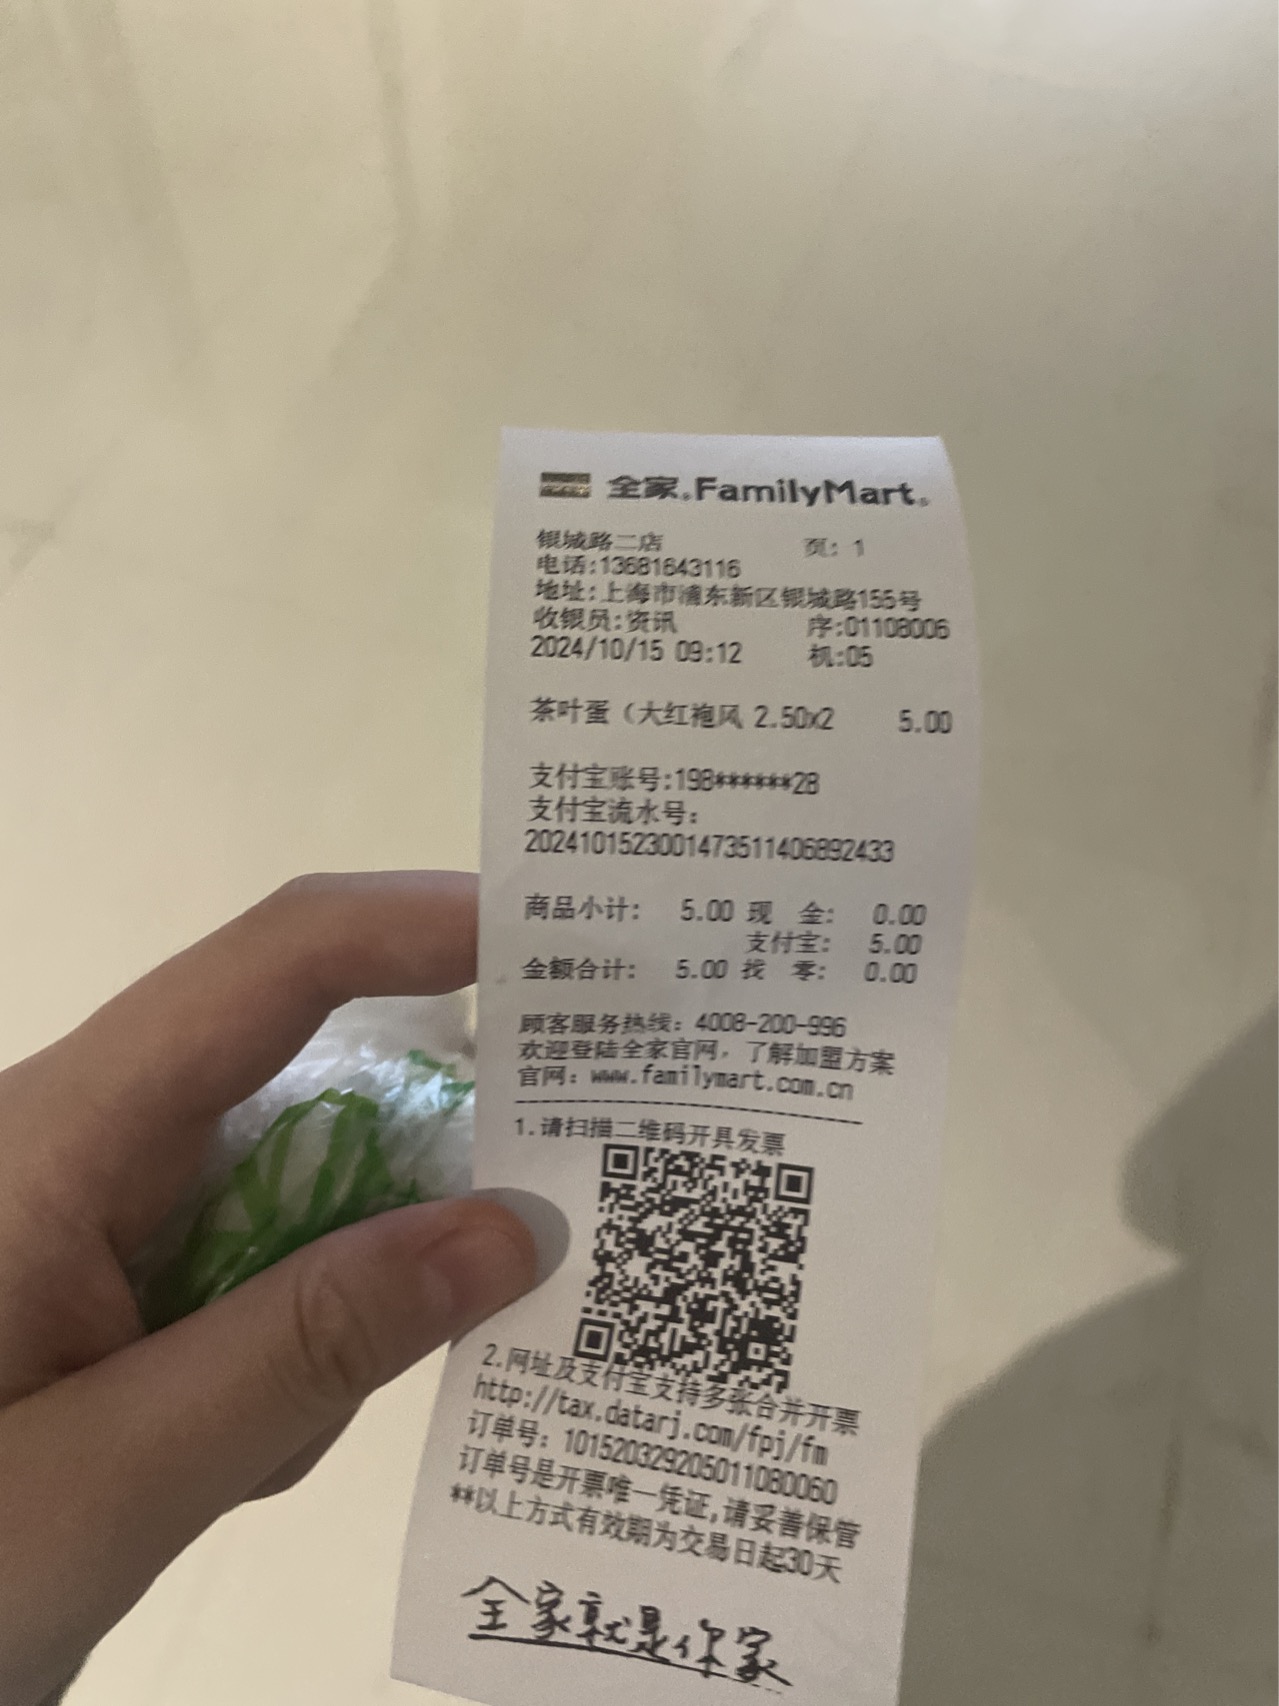 全家®FamilyMart®
银城路二店 页: 1
电话:13681643116
地址:上海市浦东新区银城路155号
收银员:资讯 序:01108006
2024/10/15 09:12 机:05
茶叶蛋（大红袍风 2.50x2 5.00
支付宝账号:198******28
支付宝流水号:
2024101523001473511406892433
商品小计: 5.00 现 金: 0.00
支付宝: 5.00
金额合计: 5.00 找 零: 0.00
顾客服务热线: 4008-200-996
欢迎登陆全家官网，了解加盟方案
官网: www.familymart.com.cn
1.请扫描二维码开具发票
2.网址及支付宝支持多张合并开票
http://tax.datarj.com/fpj/fm
订单号: 101520329205011080060
订单号是开票唯一凭证,请妥善保管
**以上方式有效期为交易日起30天
全家就是你家